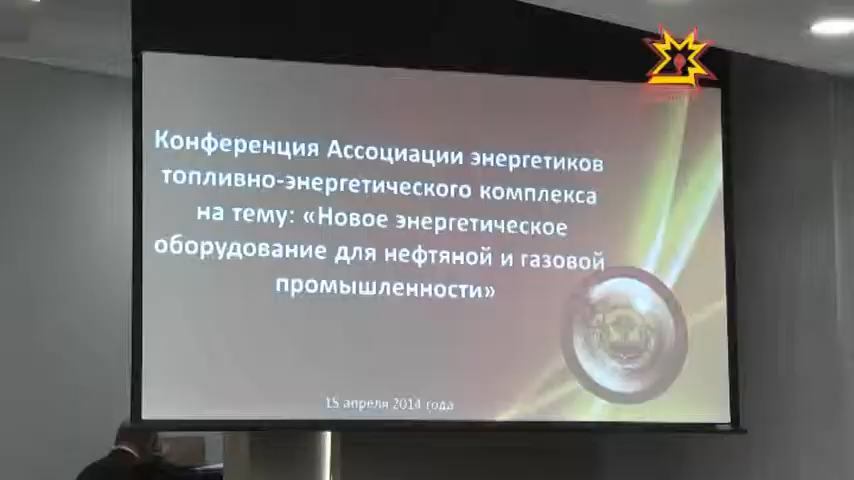 Конференция Ассоциации энергетиков
топливно-энергетического комплекса
на тему: «Новое энергетическое
оборудование для нефтяной и газовой
промышленности»
15 апреля 2014 года